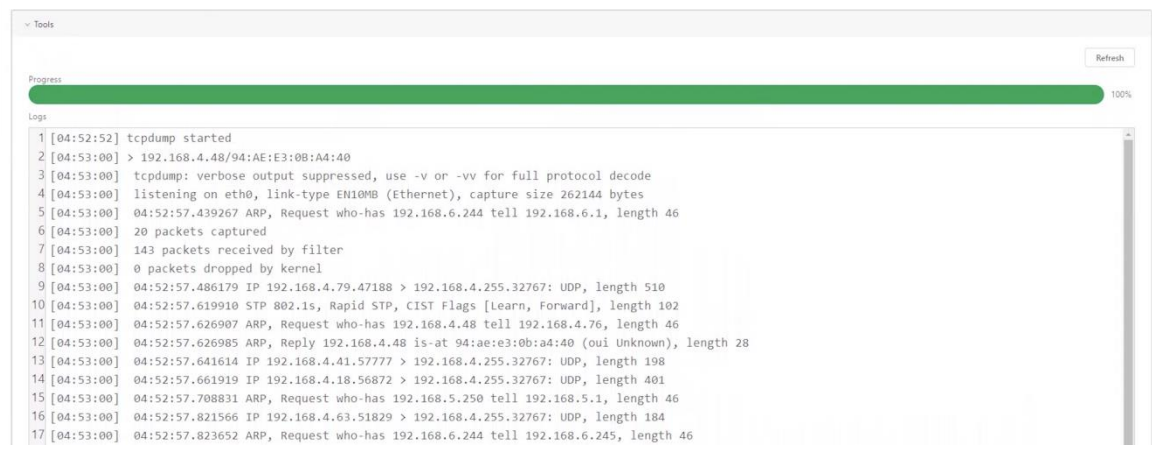 Tools
Refresh
Progress
100%
Logs
1 [04:52:52] tcpdump started
2 [04:53:00] > 192.168.4.48/94:AE:E3:0B:A4:40
3 [04:53:00] tcpdump: verbose output suppressed, use -v or -vv for full protocol decode
4 [04:53:00] listening on eth0, link-type EN10MB (Ethernet), capture size 262144 bytes
5 [04:53:00] 04:52:57.439267 ARP, Request who-has 192.168.6.244 tell 192.168.6.1, length 46
6 [04:53:00] 20 packets captured
7 [04:53:00] 143 packets received by filter
8 [04:53:00] 0 packets dropped by kernel
9 [04:53:00] 04:52:57.486179 IP 192.168.4.79.47188 > 192.168.4.255.32767: UDP, length 510
10 [04:53:00] 04:52:57.619910 STP 802.1s, Rapid STP, CIST Flags [Learn, Forward], length 102
11 [04:53:00] 04:52:57.626907 ARP, Request who-has 192.168.4.48 tell 192.168.4.76, length 46
12 [04:53:00] 04:52:57.626985 ARP, Reply 192.168.4.48 is-at 94:ae:e3:0b:a4:40 (oui Unknown), length 28
13 [04:53:00] 04:52:57.641614 IP 192.168.4.41.57777 > 192.168.4.255.32767: UDP, length 198
14 [04:53:00] 04:52:57.661919 IP 192.168.4.18.56872 > 192.168.4.255.32767: UDP, length 401
15 [04:53:00] 04:52:57.708831 ARP, Request who-has 192.168.5.250 tell 192.168.5.1, length 46
16 [04:53:00] 04:52:57.821566 IP 192.168.4.63.51829 > 192.168.4.255.32767: UDP, length 184
17 [04:53:00] 04:52:57.823652 ARP, Request who-has 192.168.6.244 tell 192.168.6.245, length 46